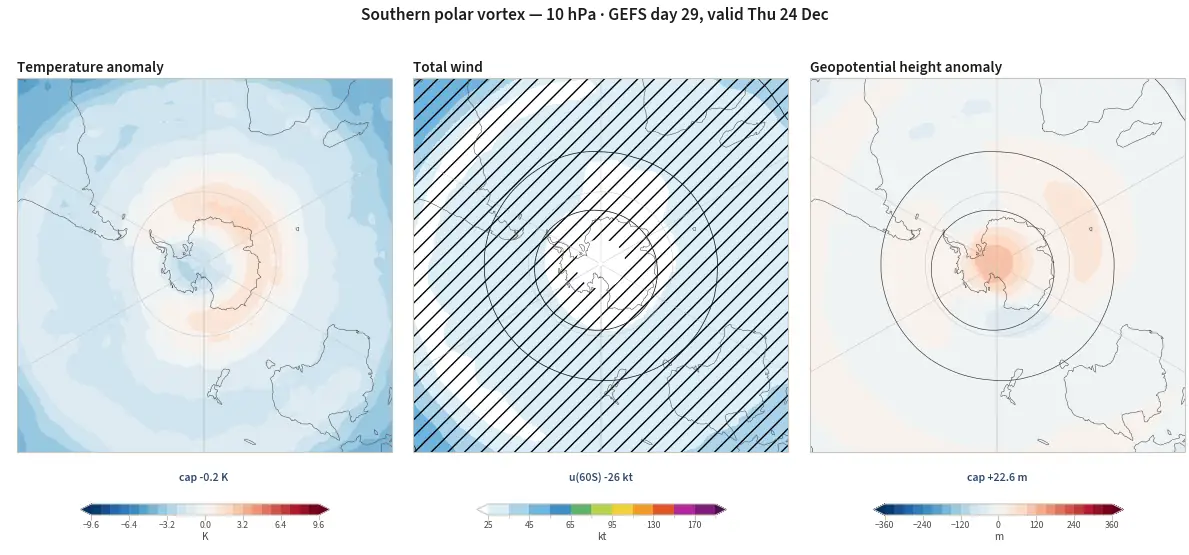 Southern polar vortex — 10 hPa · GEFS day 29, valid Thu 24 Dec
Temperature anomaly
Total wind
Geopotential height anomaly
cap -0.2 K
u(60S) -26 kt
cap +22.6 m
−9.6 −6.4 −3.2 0.0 3.2 6.4 9.6
K
25 45 65 95 130 170
kt
−360 −240 −120 0 120 240 360
m